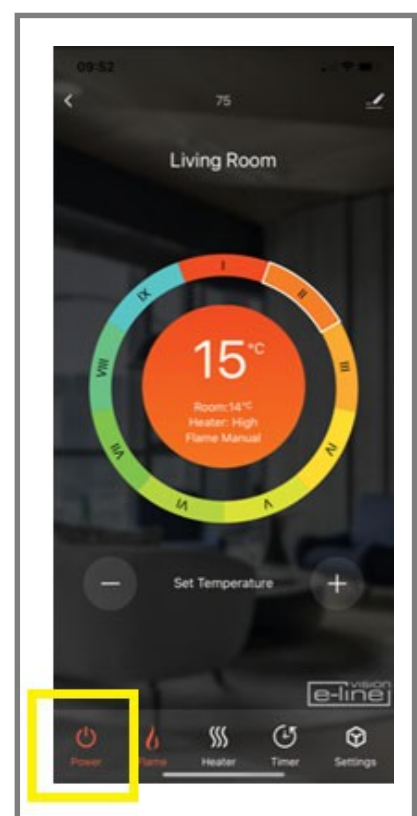 09:52
75
Living Room
I
II
III
IV
V
VI
VII
VIII
IX
15°C
Room:14°C
Heater: High
Flame Manual
Set Temperature
vision
e-line
Power
Flame
Heater
Timer
Settings